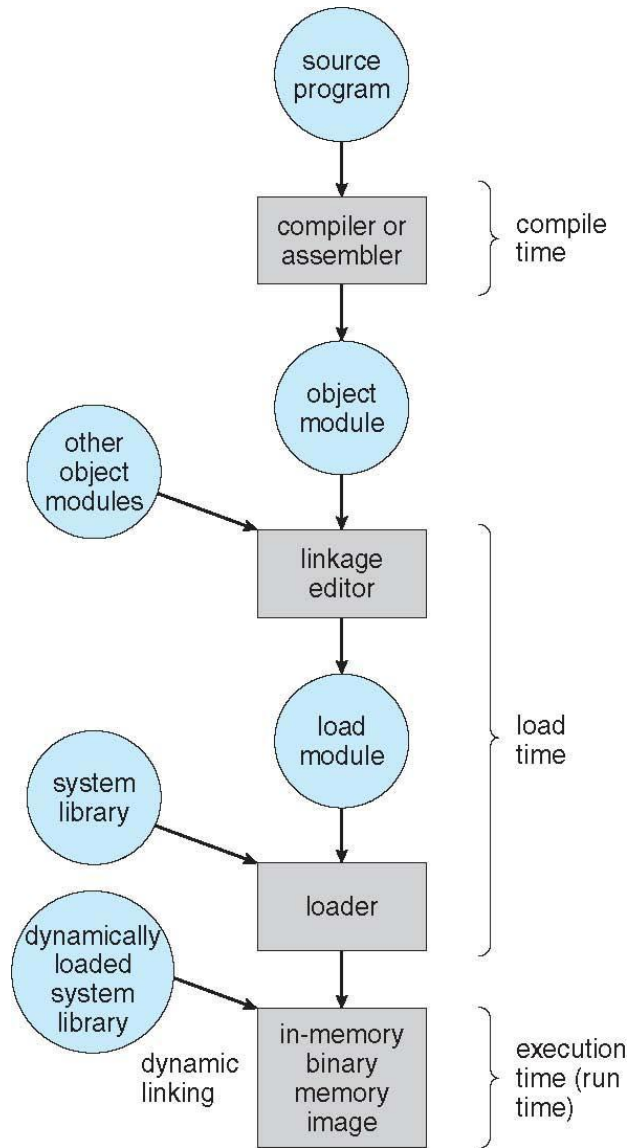 source
program
compiler or
assembler
compile
time
object
module
other
object
modules
linkage
editor
load
module
load
time
system
library
loader
dynamically
loaded
system
library
dynamic
linking
in-memory
binary
memory
image
execution
time (run
time)